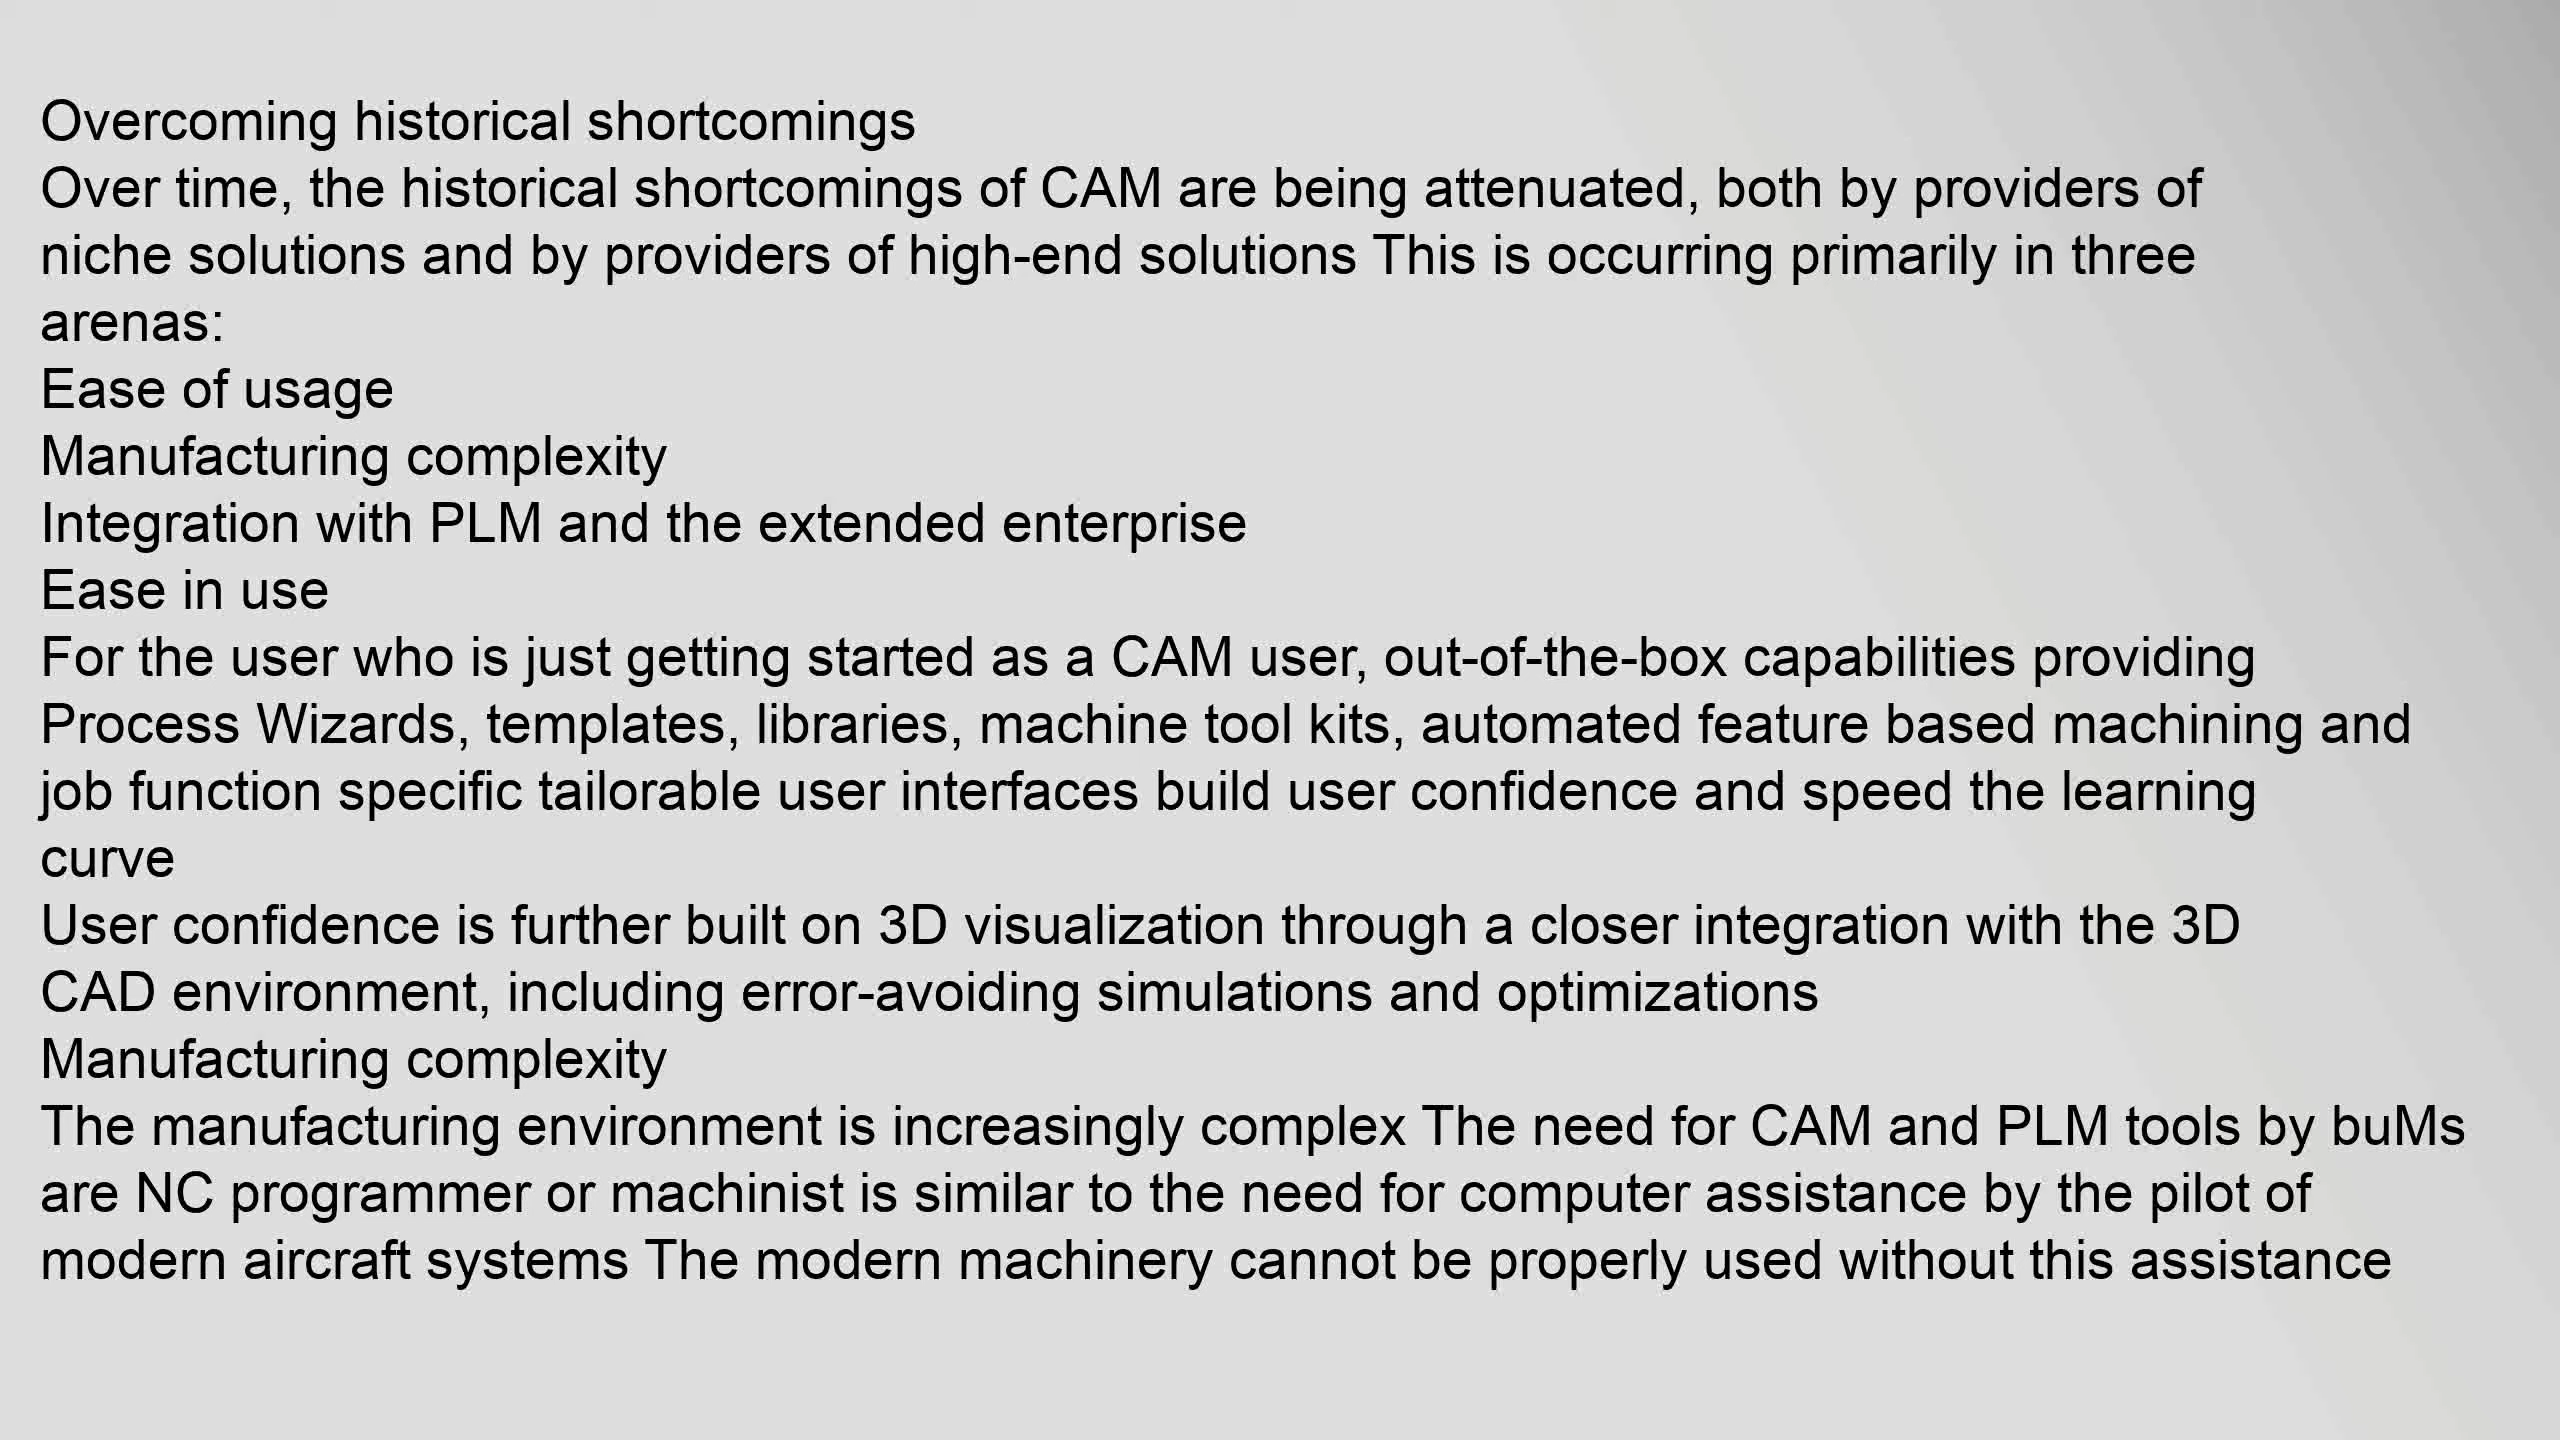 Overcoming historical shortcomings
Over time, the historical shortcomings of CAM are being attenuated, both by providers of
niche solutions and by providers of high-end solutions This is occurring primarily in three
arenas:
Ease of usage
Manufacturing complexity
Integration with PLM and the extended enterprise
Ease in use
For the user who is just getting started as a CAM user, out-of-the-box capabilities providing
Process Wizards, templates, libraries, machine tool kits, automated feature based machining and
job function specific tailorable user interfaces build user confidence and speed the learning
curve
User confidence is further built on 3D visualization through a closer integration with the 3D
CAD environment, including error-avoiding simulations and optimizations
Manufacturing complexity
The manufacturing environment is increasingly complex The need for CAM and PLM tools by buMs
are NC programmer or machinist is similar to the need for computer assistance by the pilot of
modern aircraft systems The modern machinery cannot be properly used without this assistance